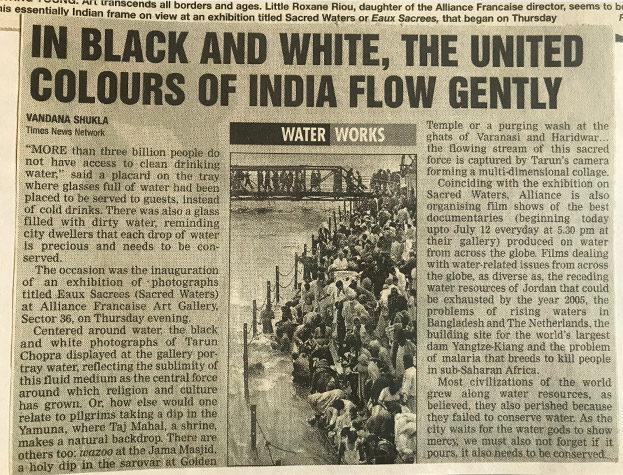 Art transcends all borders and ages. Little Roxane Riou, daughter of the Alliance Francaise director, seems to be
his essentially Indian frame on view at an exhibition titled Sacred Waters or Eaux Sacrees, that began on Thursday
IN BLACK AND WHITE, THE UNITED
COLOURS OF INDIA FLOW GENTLY
VANDANA SHUKLA
Times News Network
“MORE than three billion people do
not have access to clean drinking
water,” said a placard on the tray
where glasses full of water had been
placed to be served to guests, instead
of cold drinks. There was also a glass
filled with dirty water, reminding
city dwellers that each drop of water
is precious and needs to be con-
served.
The occasion was the inauguration
of an exhibition of photographs
titled Eaux Sacrees (Sacred Waters)
at Alliance Francaise Art Gallery,
Sector 36, on Thursday evening.
Centered around water, the black
and white photographs of Tarun
Chopra displayed at the gallery por-
tray water, reflecting the sublimity of
this fluid medium as the central force
around which religion and culture
has grown. Or, how else would one
relate to pilgrims taking a dip in the
Yamuna, where Taj Mahal, a shrine,
makes a natural backdrop. There are
others too: wazoo at the Jama Masjid,
a holy dip in the sarovar at Golden
WATER WORKS
Temple or a purging wash at the
ghats of Varanasi and Haridwar...
the flowing stream of this sacred
force is captured by Tarun's camera
forming a multi-dimensional collage.
Coinciding with the exhibition on
Sacred Waters, Alliance is also
organising film shows of the best
documentaries (beginning today
upto July 12 everyday at 5.30 pm at
their gallery) produced on water
from across the globe. Films dealing
with water-related issues from across
the globe, as diverse as, the receding
water resources of Jordan that could
be exhausted by the year 2005, the
problems of rising waters in
Bangladesh and The Netherlands, the
building site for the world's largest
dam Yangtze-Kiang and the problem
of malaria that breeds to kill people
in sub-Saharan Africa.
Most civilizations of the world
grew along water resources, as
believed, they also perished because
they failed to conserve water. As the
city waits for the water gods to show
mercy, we must also not forget if it
pours, it also needs to be conserved.